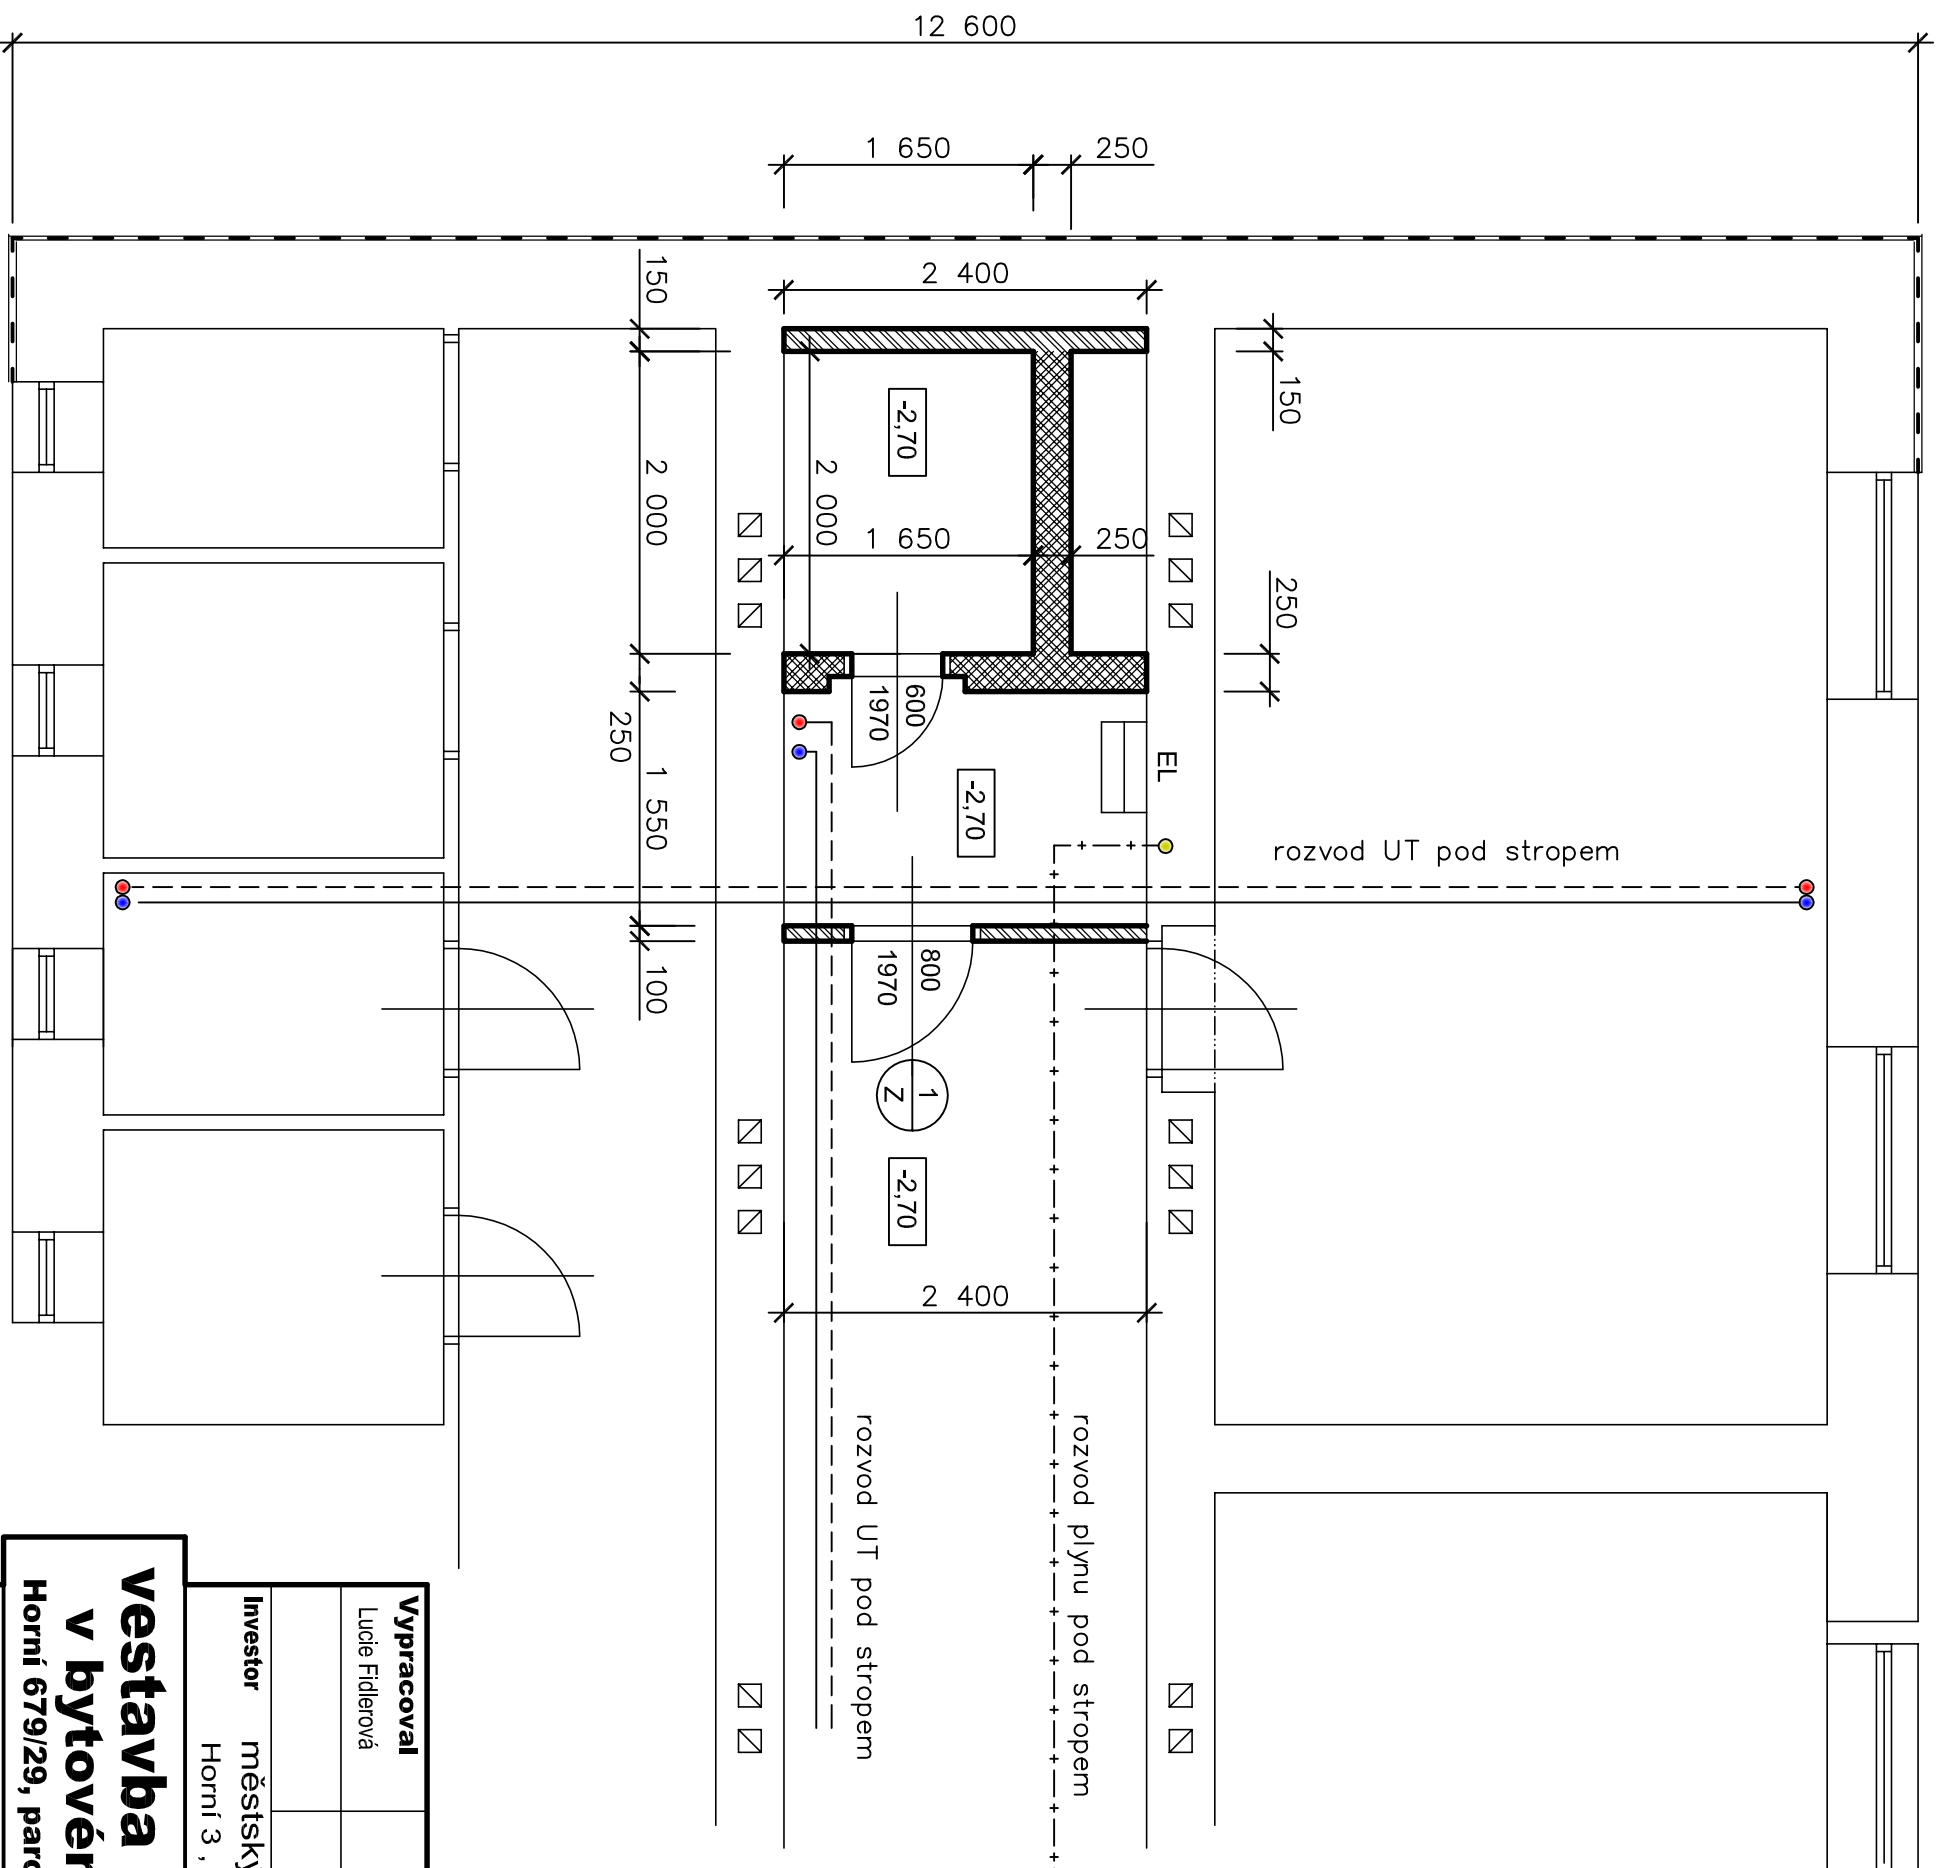 12 600
1 650
250
2 400
150
150
-2,70
2 000
2 000
1 650
250
250
600
1970
250
EL
1 550
-2,70
rozvod UT pod stropem
100
800
1970
1
Z
-2,70
2 400
rozvod UT pod stropem
rozvod plynu pod stropem
Vypracoval
Lucie Fidlerová
Investor
městský
Horní 3 ,
vestavba
v bytové
Horní 679/29, parc